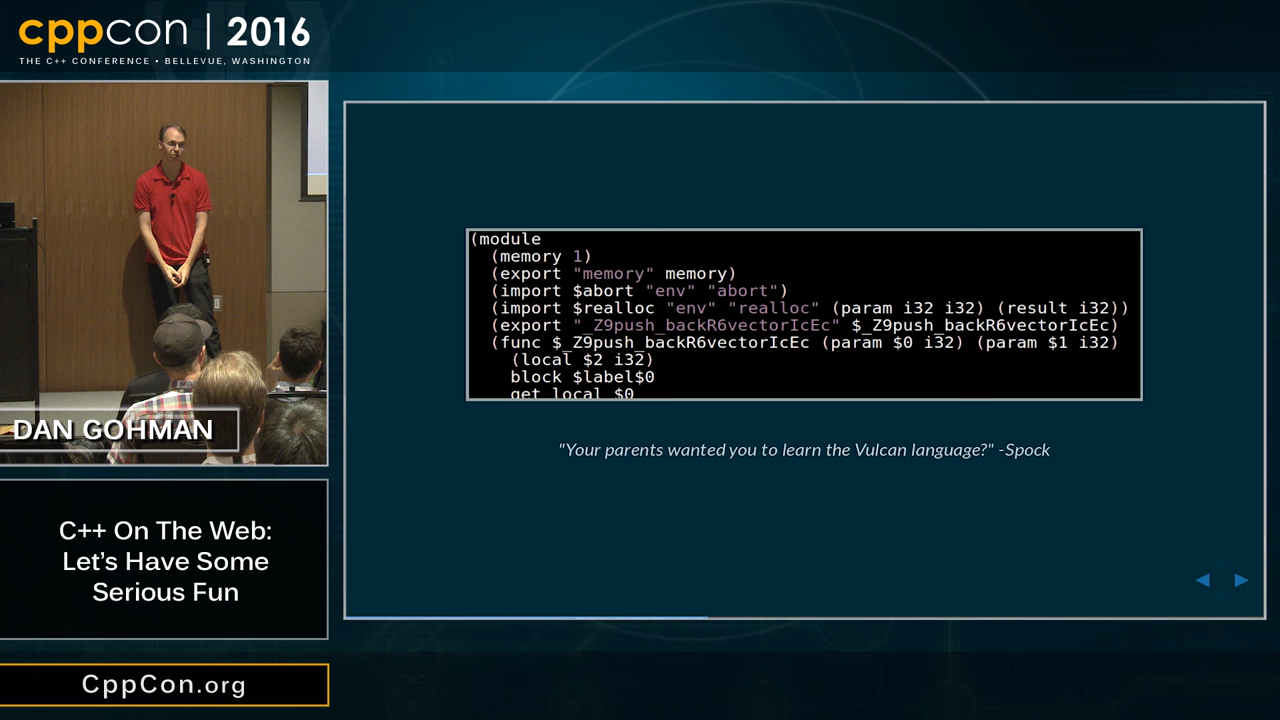 cppcon | 2016
THE C++ CONFERENCE • BELLEVUE, WASHINGTON
DAN GOHMAN
C++ On The Web:
Let's Have Some
Serious Fun
CppCon.org
(module
(memory 1)
(export "memory" memory)
(import $abort "env" "abort")
(import $realloc "env" "realloc" (param i32 i32) (result i32))
(export "_Z9push_backR6vectorIcEc" $_Z9push_backR6vectorIcEc)
(func $_Z9push_backR6vectorIcEc (param $0 i32) (param $1 i32)
(local $2 i32)
block $label$0
get_local $0
"Your parents wanted you to learn the Vulcan language?" -Spock